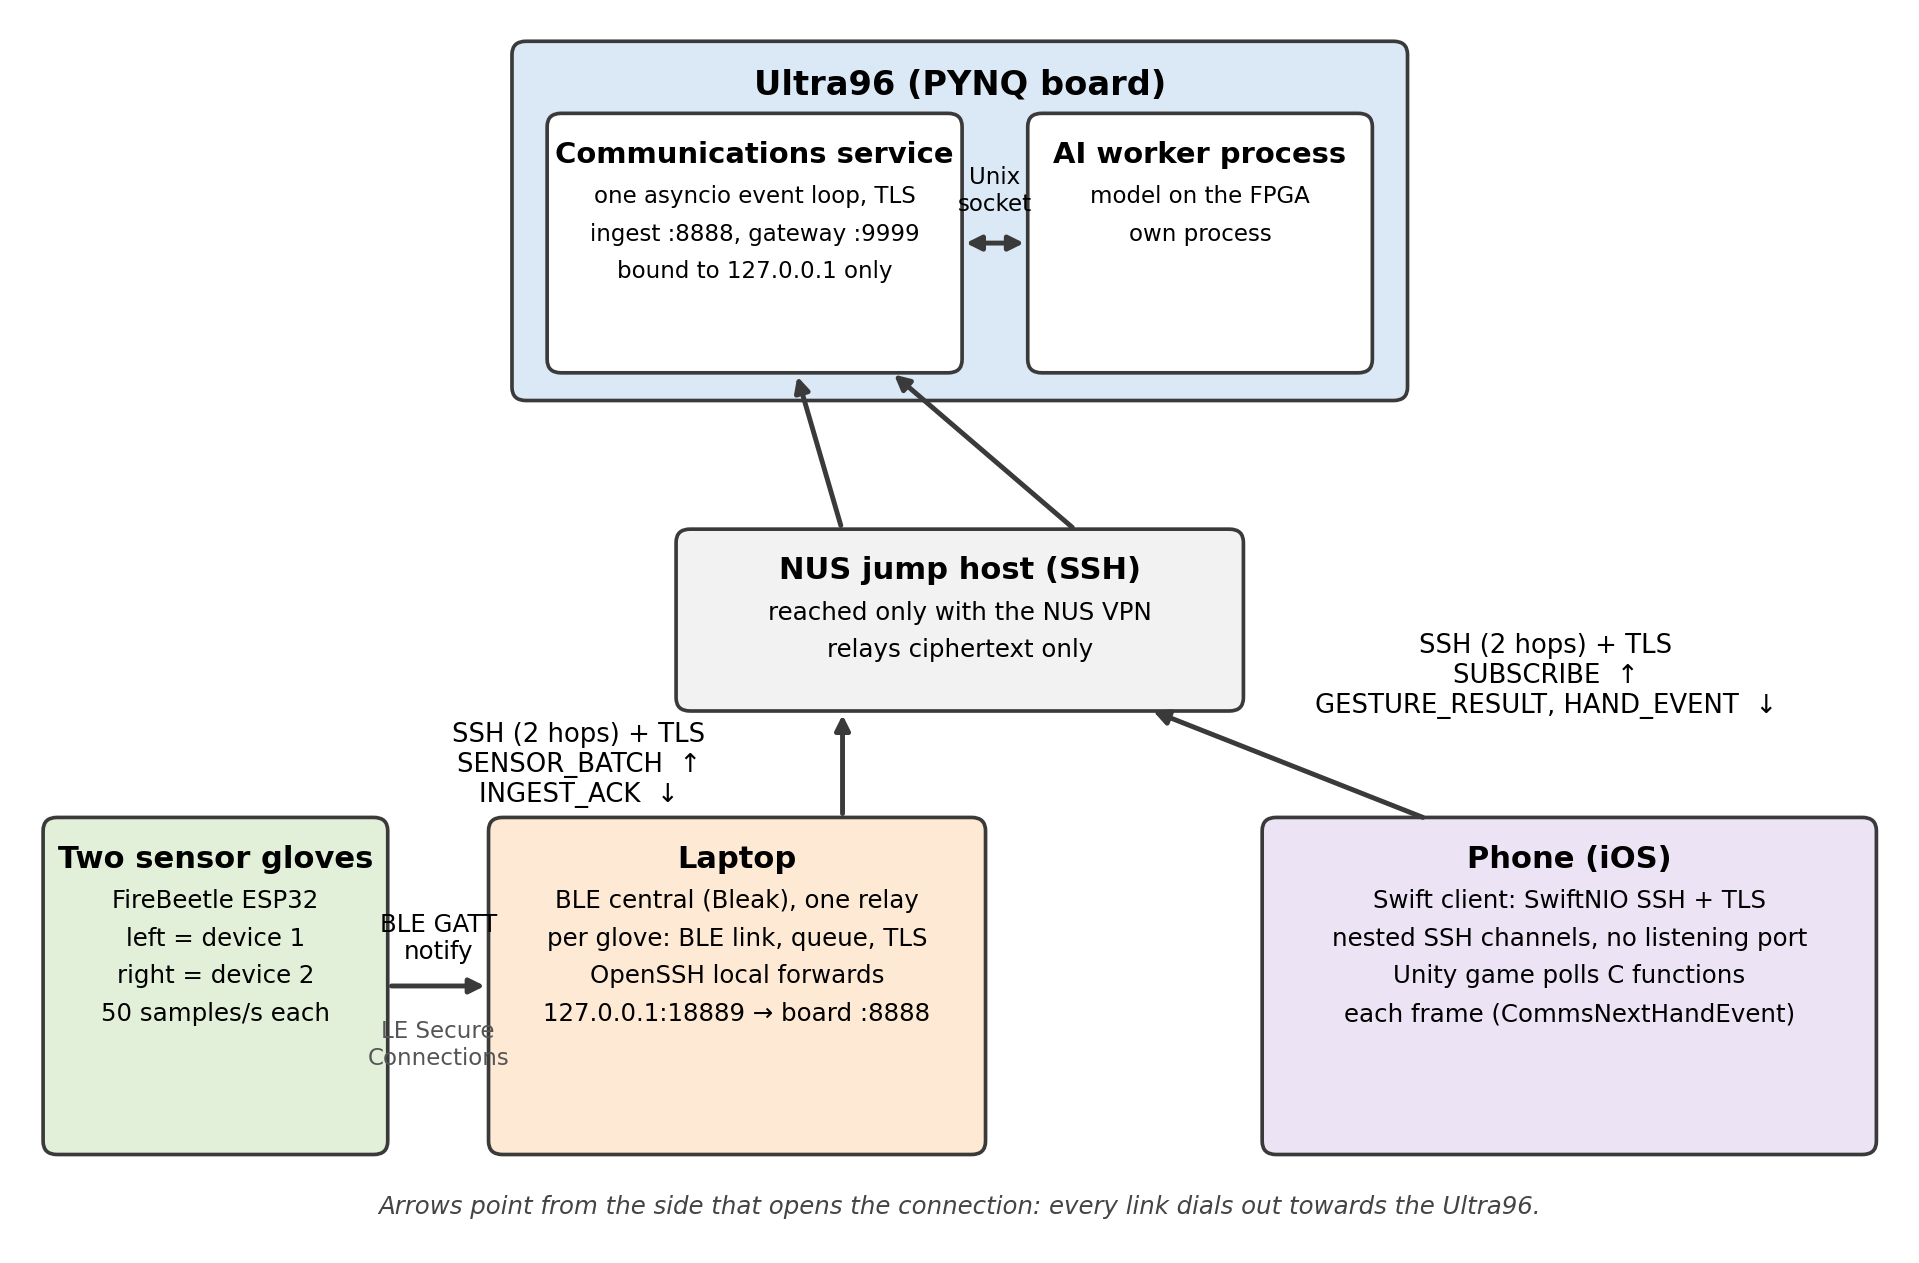 Ultra96 (PYNQ board)
Communications service
one asyncio event loop, TLS
ingest :8888, gateway :9999
bound to 127.0.0.1 only
Unix
socket
AI worker process
model on the FPGA
own process
NUS jump host (SSH)
reached only with the NUS VPN
relays ciphertext only
SSH (2 hops) + TLS
SUBSCRIBE ↑
GESTURE_RESULT, HAND_EVENT ↓
SSH (2 hops) + TLS
SENSOR_BATCH ↑
INGEST_ACK ↓
Two sensor gloves
FireBeetle ESP32
left = device 1
right = device 2
50 samples/s each
BLE GATT
notify
LE Secure
Connections
Laptop
BLE central (Bleak), one relay
per glove: BLE link, queue, TLS
OpenSSH local forwards
127.0.0.1:18889 → board :8888
Phone (iOS)
Swift client: SwiftNIO SSH + TLS
nested SSH channels, no listening port
Unity game polls C functions
each frame (CommsNextHandEvent)
Arrows point from the side that opens the connection: every link dials out towards the Ultra96.